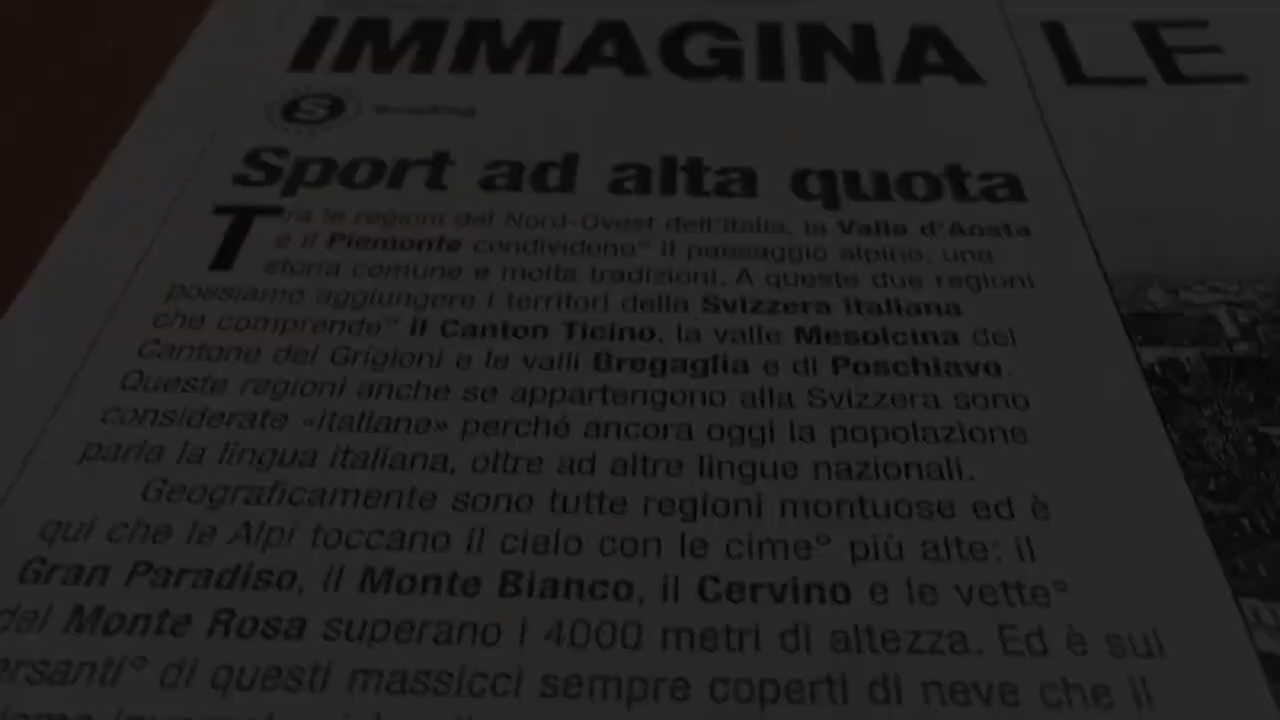 IMMAGINA LE
Sport ad alta quota
Tra le regioni del Nord-Ovest dell'Italia, la Valle d'Aosta
e il Piemonte condividono° il paesaggio alpino, una
storia comune e molte tradizioni. A queste due regioni
possiamo aggiungere i territori della Svizzera italiana
che comprende° il Canton Ticino, la valle Mesolcina del
Cantone dei Grigioni e le valli Bregaglia e di Poschiavo.
Queste regioni anche se appartengono alla Svizzera sono
considerate «italiane» perché ancora oggi la popolazione
parla la lingua italiana, oltre ad altre lingue nazionali.
Geograficamente sono tutte regioni montuose ed è
qui che le Alpi toccano il cielo con le cime° più alte: il
Gran Paradiso, il Monte Bianco, il Cervino e le vette°
del Monte Rosa superano i 4000 metri di altezza. Ed è sui
di questi massicci sempre coperti di neve che il